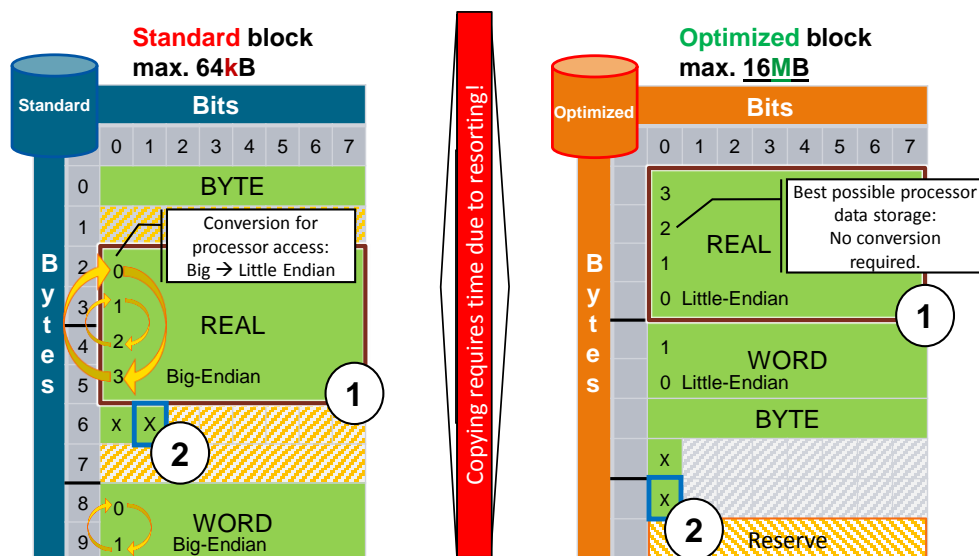 Standard block
max. 64kB
Standard
Bits
0 1 2 3 4 5 6 7
Bytes
0 BYTE
1
Conversion for
processor access:
Big → Little Endian
2 0
3 1
REAL
4 2
5 3 Big-Endian
1
6 x x
2
7
8 0
WORD
9 1 Big-Endian
Copying requires time due to resorting!
Optimized block
max. 16MB
Optimized
Bits
0 1 2 3 4 5 6 7
Bytes
3
Best possible processor
data storage:
No conversion
required.
2
REAL
1
0 Little-Endian
1
1
WORD
0 Little-Endian
BYTE
x
x
2
Reserve